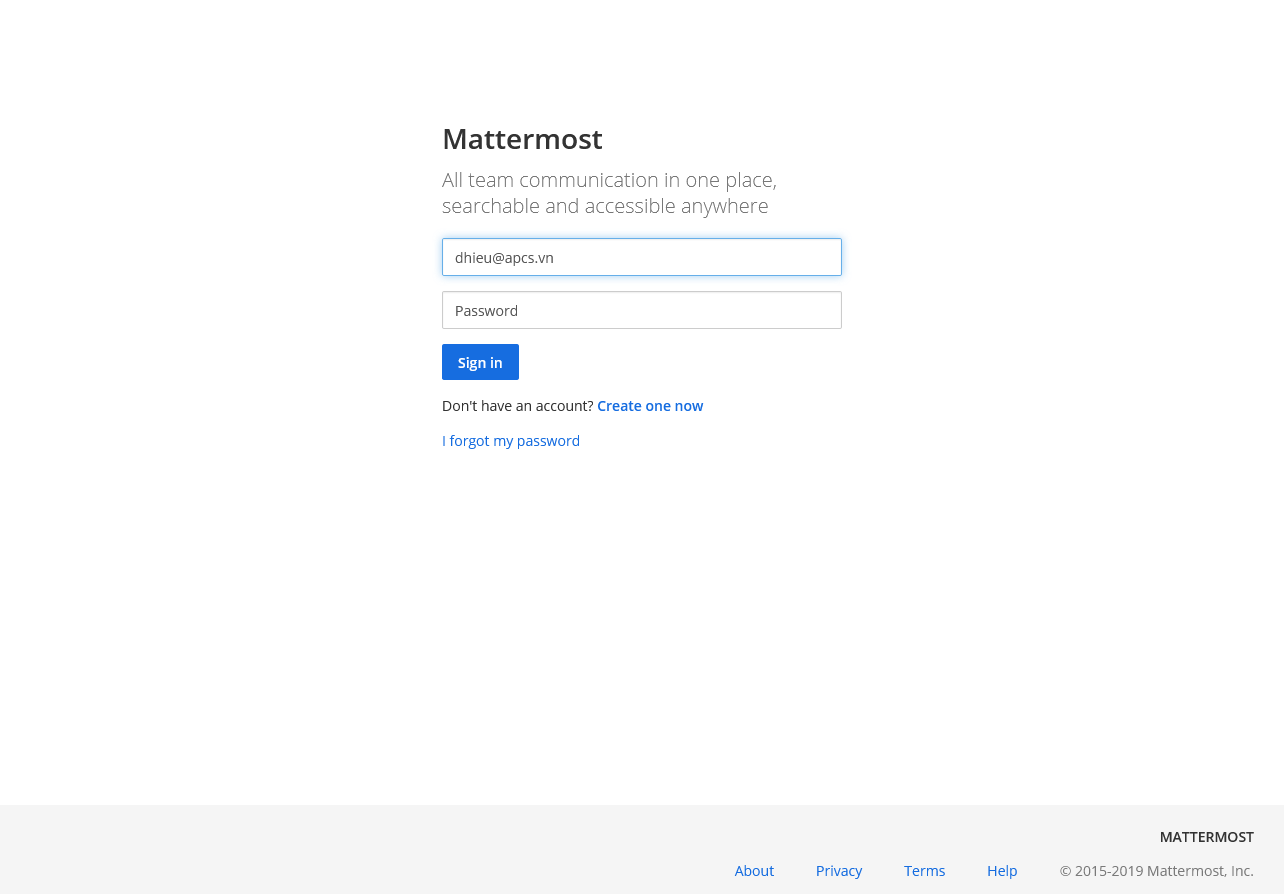 Mattermost
All team communication in one place,
searchable and accessible anywhere
dhieu@apcs.vn
Password
Sign in
Don't have an account? Create one now
I forgot my password
MATTERMOST
About Privacy Terms Help © 2015-2019 Mattermost, Inc.